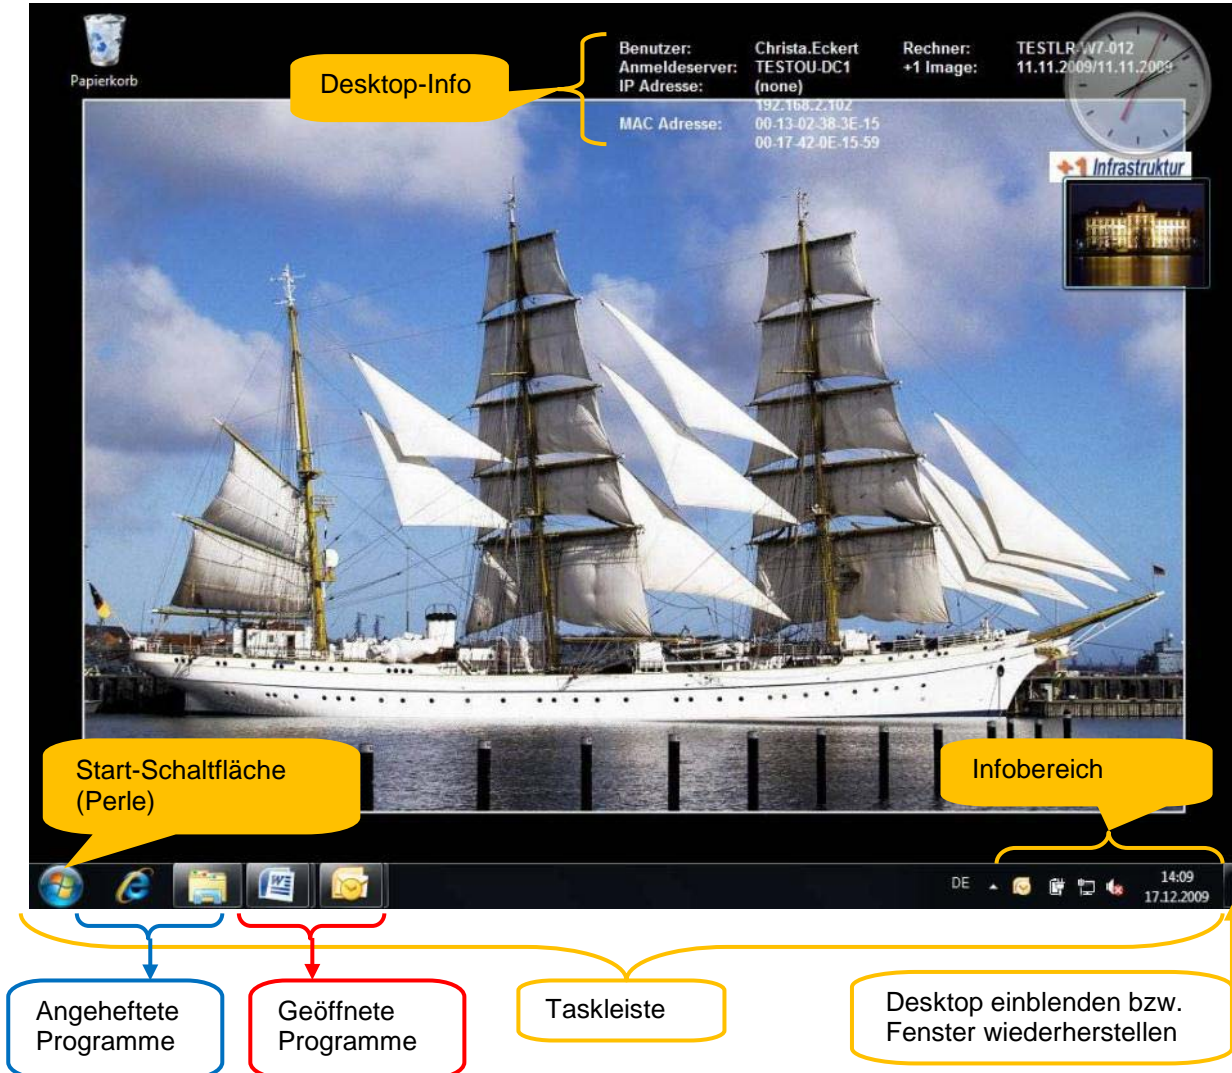 Papierkorb
Desktop-Info
Benutzer: Christa.Eckert Rechner: TESTLR-W7-012
Anmeldeserver: TESTOU-DC1 +1 Image: 11.11.2009/11.11.2009
IP Adresse: (none)
192.168.2.102
MAC Adresse: 00-13-02-38-3E-15
00-17-42-0E-15-59
+1 Infrastruktur
Start-Schaltfläche
(Perle)
Infobereich
DE
14:09
17.12.2009
Angeheftete
Programme
Geöffnete
Programme
Taskleiste
Desktop einblenden bzw.
Fenster wiederherstellen